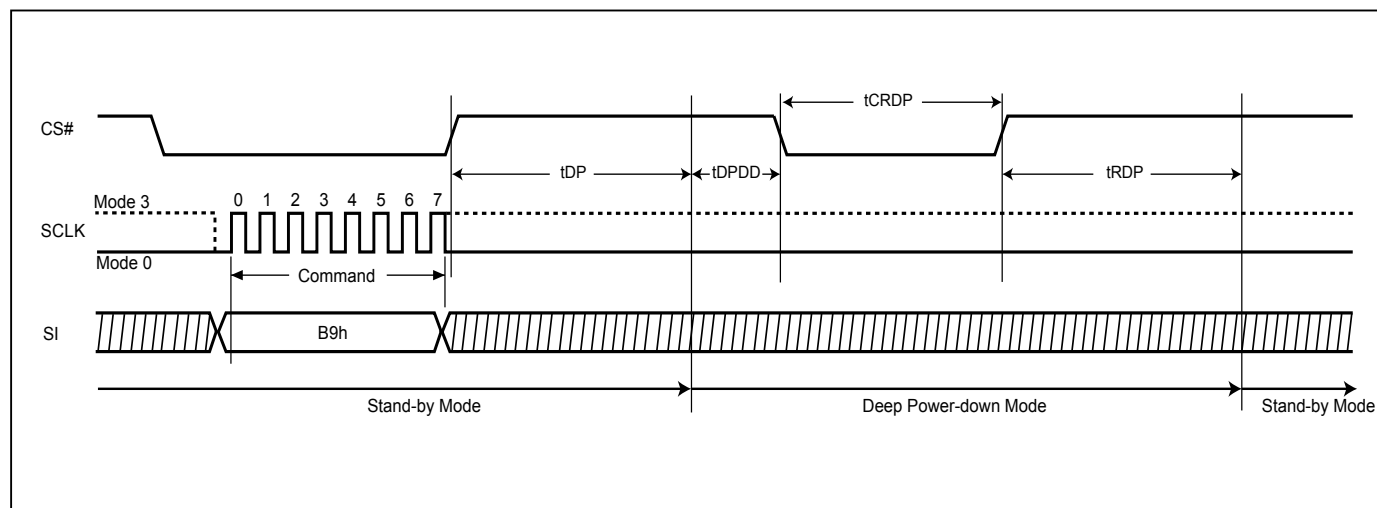 tCRDP
CS#
tDP
tDPDD
tRDP
Mode 3
0 1 2 3 4 5 6 7
SCLK
Mode 0
Command
SI
B9h
Stand-by Mode
Deep Power-down Mode
Stand-by Mode